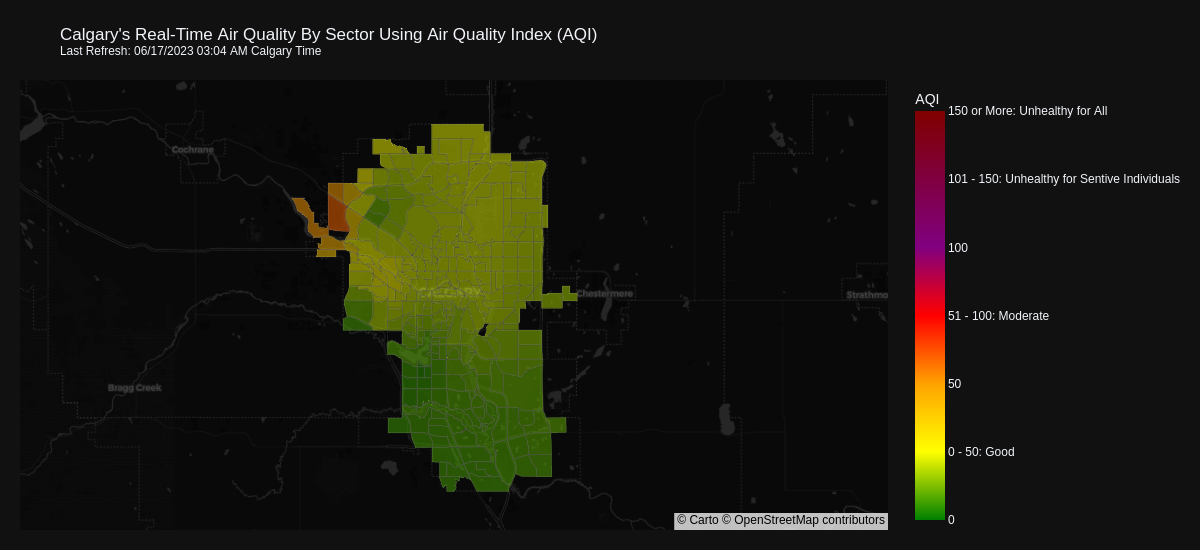 Calgary's Real-Time Air Quality By Sector Using Air Quality Index (AQI)
Last Refresh: 06/17/2023 03:04 AM Calgary Time
AQI
150 or More: Unhealthy for All
Cochrane
101 - 150: Unhealthy for Sentive Individuals
100
CALGARY
Chestermere
Strathmo
51 - 100: Moderate
Bragg Creek
50
0 - 50: Good
0
© Carto © OpenStreetMap contributors